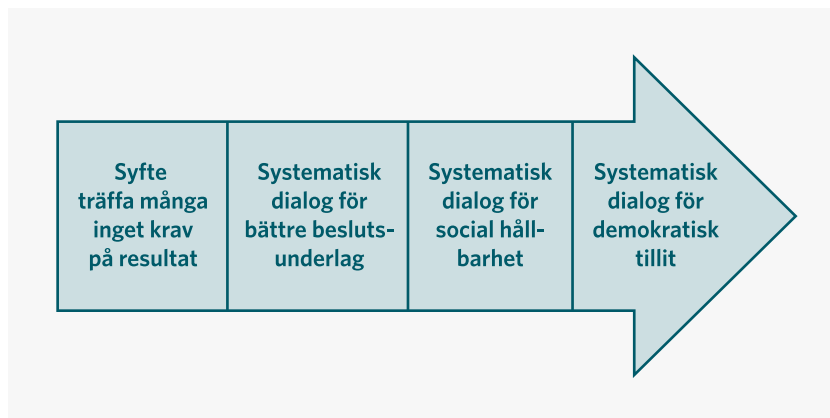 Syfte
träffa många
inget krav
på resultat
Systematisk
dialog för
bättre besluts-
underlag
Systematisk
dialog för
social håll-
barhet
Systematisk
dialog för
demokratisk
tillit